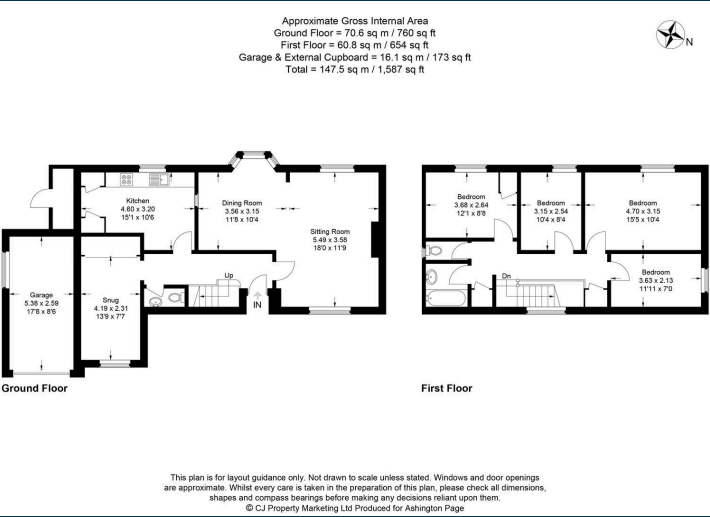 Approximate Gross Internal Area
Ground Floor = 70.6 sq m / 760 sq ft
First Floor = 60.8 sq m / 654 sq ft
Garage & External Cupboard = 16.1 sq m / 173 sq ft
Total = 147.5 sq m / 1,587 sq ft
N
Kitchen
4.60 x 3.20
15'1 x 10'6
Dining Room
3.56 x 3.15
11'8 x 10'4
Sitting Room
5.49 x 3.58
18'0 x 11'9
Garage
5.38 x 2.59
17'8 x 8'6
Snug
4.19 x 2.31
13'9 x 7'7
Up
IN
Ground Floor
Bedroom
3.68 x 2.64
12'1 x 8'8
Bedroom
3.15 x 2.54
10'4 x 8'4
Bedroom
4.70 x 3.15
15'5 x 10'4
Bedroom
3.63 x 2.13
11'11 x 7'0
Dn
First Floor
This plan is for layout guidance only. Not drawn to scale unless stated. Windows and door openings
are approximate. Whilst every care is taken in the preparation of this plan, please check all dimensions,
shapes and compass bearings before making any decisions reliant upon them.
© CJ Property Marketing Ltd Produced for Ashington Page